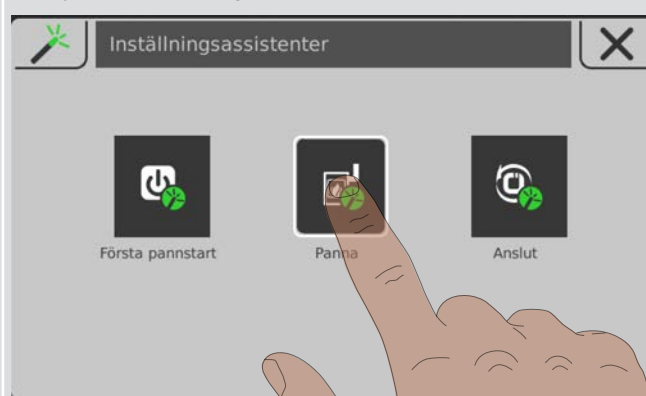 Inställningsassistenter
Första pannstart
Panna
Anslut